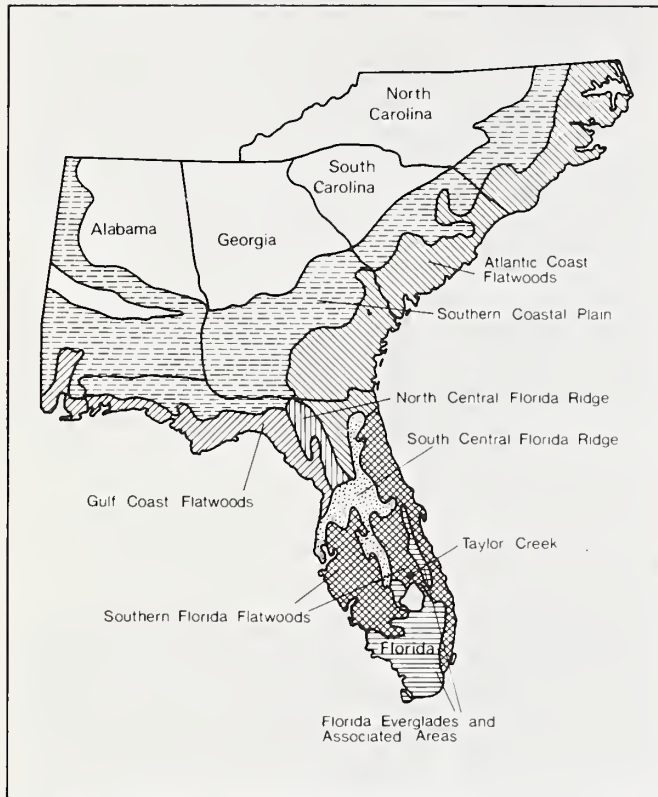 North
Carolina
South
Carolina
Alabama
Georgia
Atlantic Coast
Flatwoods
Southern Coastal Plain
North Central Florida Ridge
South Central Florida Ridge
Gulf Coast Flatwoods
Taylor Creek
Southern Florida Flatwoods
Florida
Florida Everglades and
Associated Areas